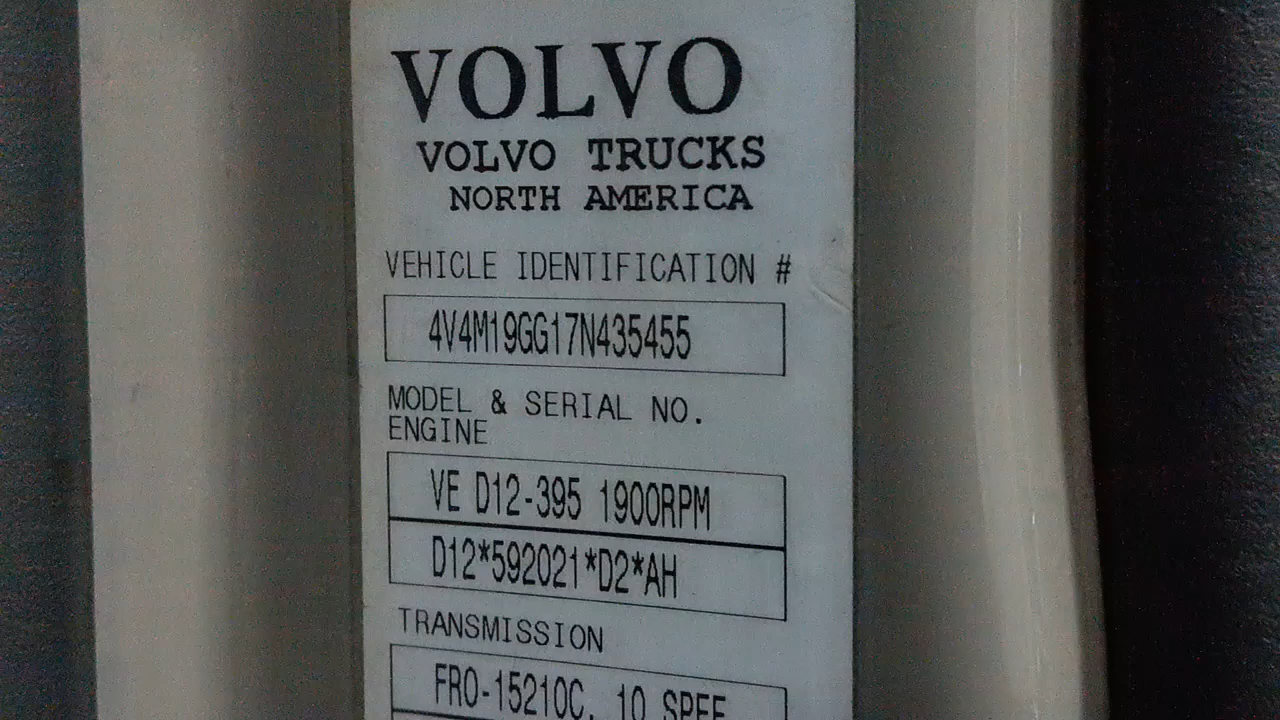 VOLVO
VOLVO TRUCKS
NORTH AMERICA
VEHICLE IDENTIFICATION #
4V4M19GG17N435455
MODEL & SERIAL NO.
ENGINE
VE D12-395 1900RPM
D12*592021*D2*AH
TRANSMISSION
FRO-15210C, 10 SPEE